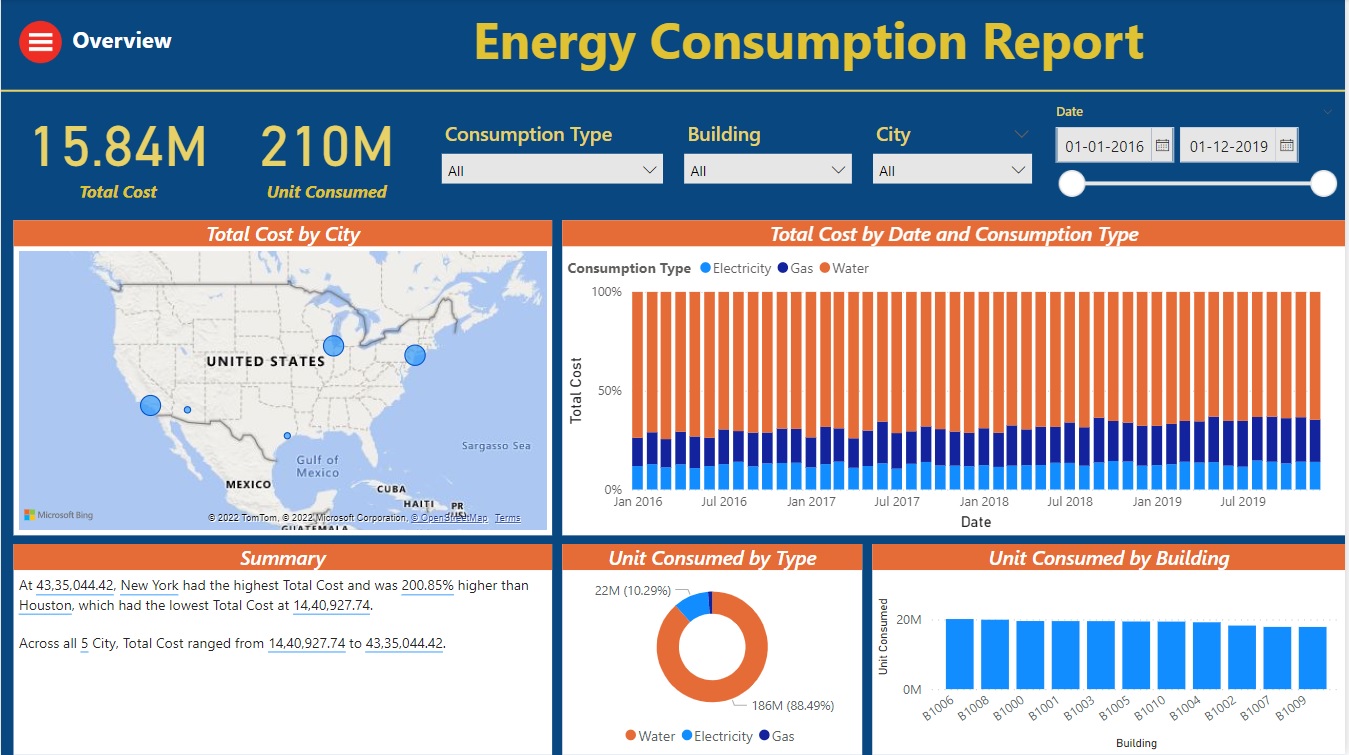 Overview
Energy Consumption Report
15.84M
Total Cost
210M
Unit Consumed
Consumption Type
All
Building
All
City
All
Date
01-01-2016
01-12-2019
Total Cost by City
UNITED STATES
MEXICO
Gulf of
Mexico
Sargasso Sea
CUBA
HAITI
PR
(US)
GUATEMALA
Microsoft Bing
© 2022 TomTom, © 2022 Microsoft Corporation, © OpenStreetMap Terms
Total Cost by Date and Consumption Type
Consumption Type Electricity Gas Water
Total Cost
100%
50%
0%
Jan 2016 Jul 2016 Jan 2017 Jul 2017 Jan 2018 Jul 2018 Jan 2019 Jul 2019
Date
Summary
At 43,35,044.42, New York had the highest Total Cost and was 200.85% higher than
Houston, which had the lowest Total Cost at 14,40,927.74.
Across all 5 City, Total Cost ranged from 14,40,927.74 to 43,35,044.42.
Unit Consumed by Type
22M (10.29%)
186M (88.49%)
Water Electricity Gas
Unit Consumed by Building
Unit Consumed
20M
0M
B1006 B1008 B1000 B1001 B1003 B1005 B1010 B1004 B1002 B1007 B1009
Building